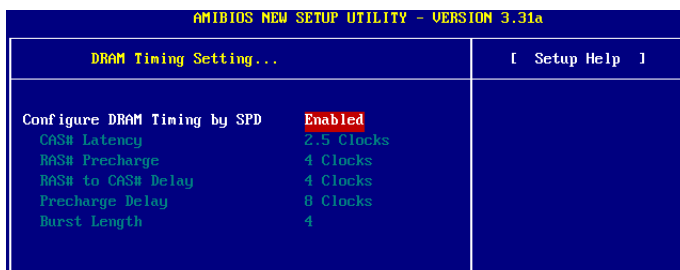 AMIBIOS NEW SETUP UTILITY - VERSION 3.31a
DRAM Timing Setting...
[ Setup Help ]
Configure DRAM Timing by SPD Enabled
CAS# Latency 2.5 Clocks
RAS# Precharge 4 Clocks
RAS# to CAS# Delay 4 Clocks
Precharge Delay 8 Clocks
Burst Length 4